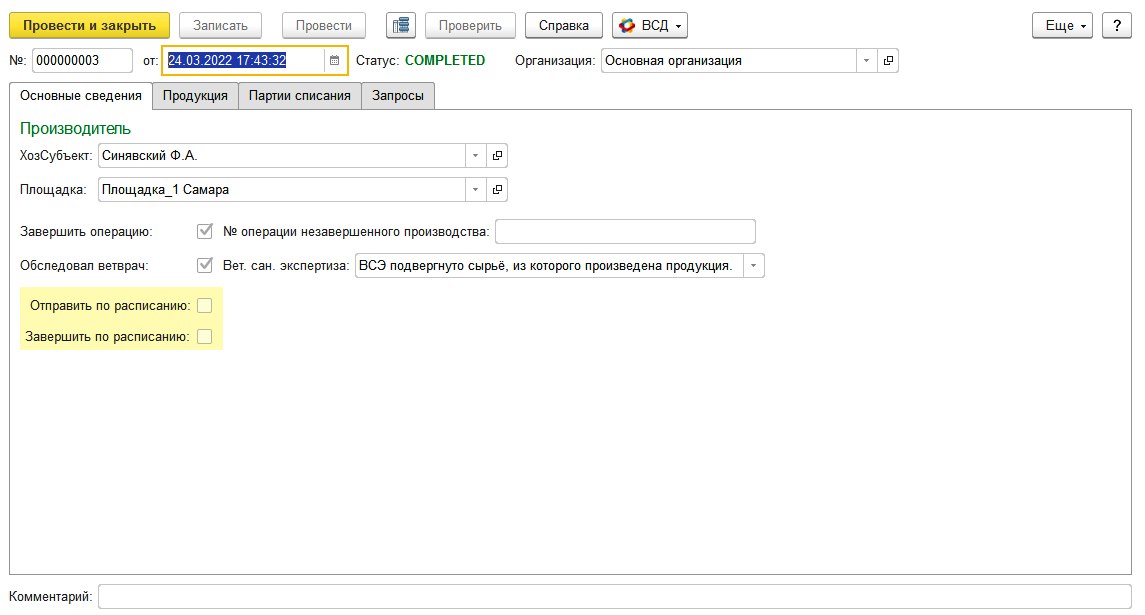 Провести и закрыть Записать Провести Проверить Справка ВСД Еще ?
№: 000000003 от: 24.03.2022 17:43:32 Статус: COMPLETED Организация: Основная организация
Основные сведения Продукция Партии списания Запросы
Производитель
ХозСубъект: Синявский Ф.А.
Площадка: Площадка_1 Самара
Завершить операцию: № операции незавершенного производства:
Обследовал ветврач: Вет. сан. экспертиза: ВСЭ подвергнуто сырьё, из которого произведена продукция.
Отправить по расписанию:
Завершить по расписанию:
Комментарий: